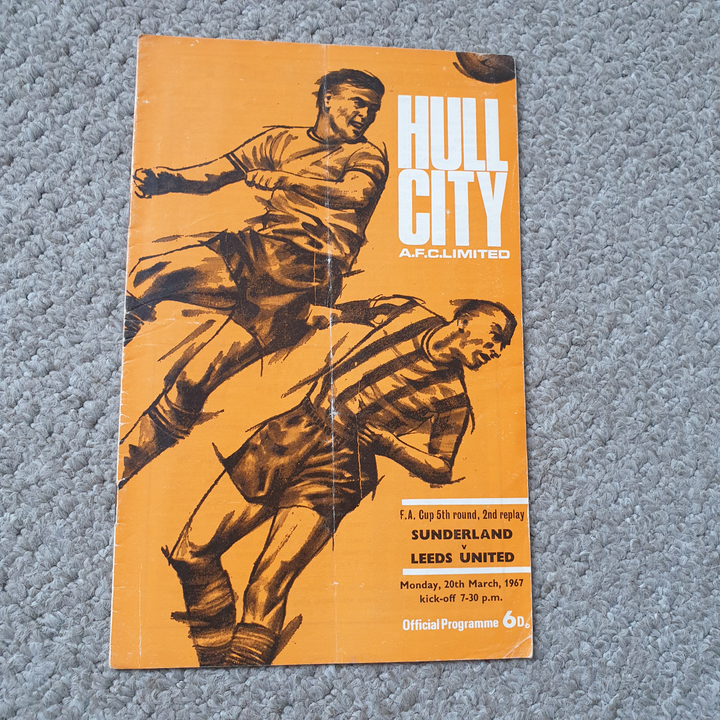 HULL
CITY
A.F.C. LIMITED
F.A. Cup 5th round, 2nd replay
SUNDERLAND
v
LEEDS UNITED
Monday, 20th March, 1967
kick-off 7-30 p.m.
Official Programme 6D.